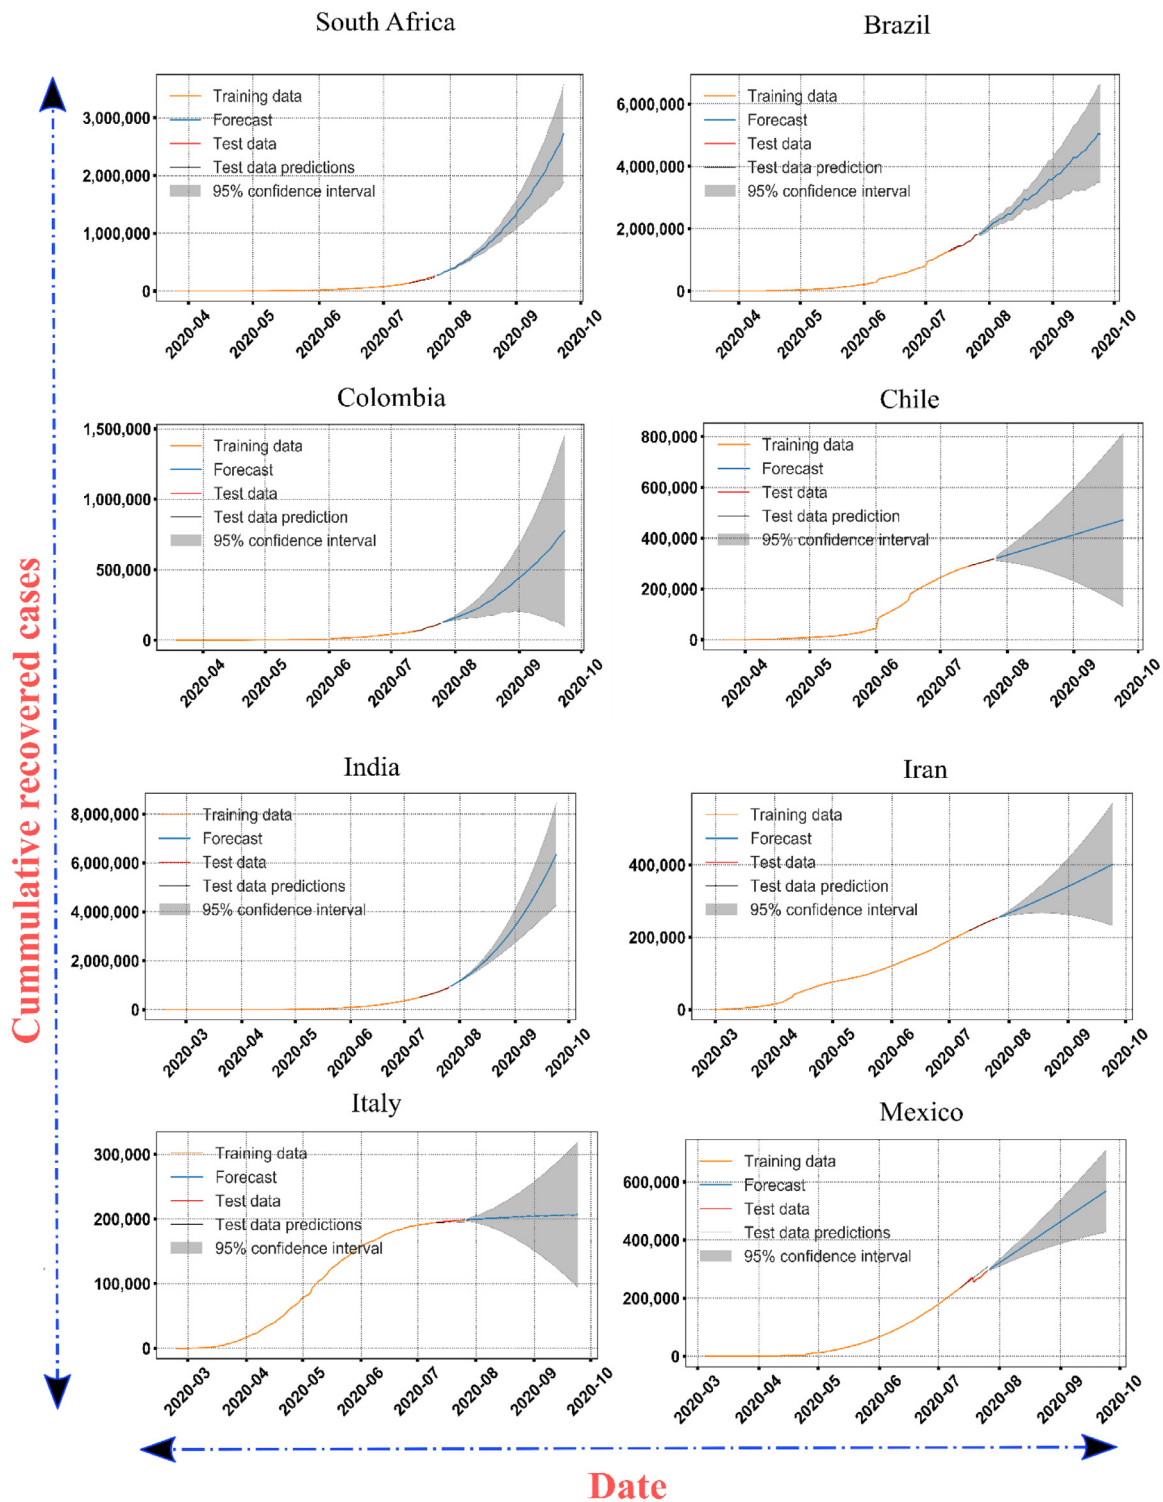 South Africa
Training data
Forecast
Test data
Test data predictions
95% confidence interval
3,000,000
2,000,000
1,000,000
0
2020-04
2020-05
2020-06
2020-07
2020-08
2020-09
2020-10
Brazil
Training data
Forecast
Test data
Test data prediction
95% confidence interval
6,000,000
4,000,000
2,000,000
0
2020-04
2020-05
2020-06
2020-07
2020-08
2020-09
2020-10
Colombia
Training data
Forecast
Test data
Test data prediction
95% confidence interval
1,500,000
1,000,000
500,000
0
2020-04
2020-05
2020-06
2020-07
2020-08
2020-09
2020-10
Chile
Training data
Forecast
Test data
Test data prediction
95% confidence interval
800,000
600,000
400,000
200,000
0
2020-04
2020-05
2020-06
2020-07
2020-08
2020-09
2020-10
India
Training data
Forecast
Test data
Test data predictions
95% confidence interval
8,000,000
6,000,000
4,000,000
2,000,000
0
2020-03
2020-04
2020-05
2020-06
2020-07
2020-08
2020-09
2020-10
Iran
Training data
Forecast
Test data
Test data prediction
95% confidence interval
400,000
200,000
0
2020-03
2020-04
2020-05
2020-06
2020-07
2020-08
2020-09
2020-10
Italy
Training data
Forecast
Test data
Test data predictions
95% confidence interval
300,000
200,000
100,000
0
2020-03
2020-04
2020-05
2020-06
2020-07
2020-08
2020-09
2020-10
Mexico
Training data
Forecast
Test data
Test data predictions
95% confidence interval
600,000
400,000
200,000
0
2020-03
2020-04
2020-05
2020-06
2020-07
2020-08
2020-09
2020-10
Cummulative recovered cases
Date